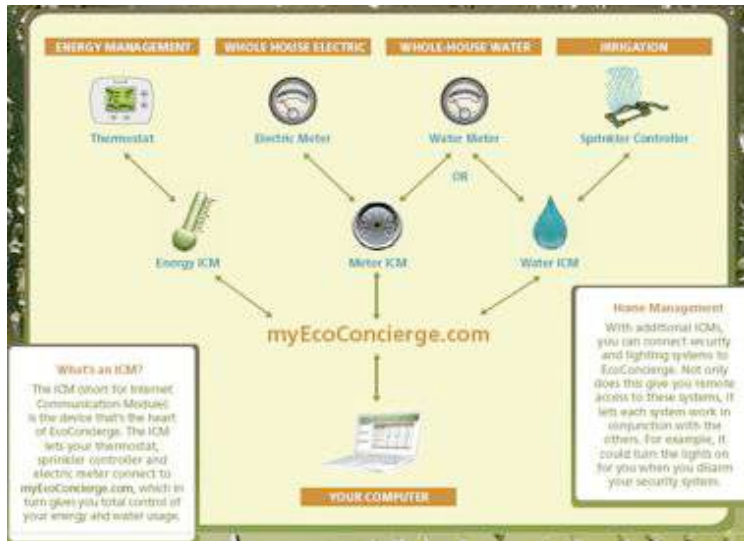 ENERGY MANAGEMENT
WHOLE HOUSE ELECTRIC
WHOLE-HOUSE WATER
IRRIGATION
Thermostat
Electric Meter
Water Meter
Sprinkler Controller
OR
Energy ICM
Meter ICM
Water ICM
myEcoConcierge.com
What's an ICM?
The ICM (short for Internet
Communication Module)
is the device that's the heart
of EcoConcierge. The ICM
lets your thermostat,
sprinkler controller and
electric meter connect to
myEcoConcierge.com, which in
turn gives you total control of
your energy and water usage.
YOUR COMPUTER
Home Management
With additional ICMs,
you can connect security
and lighting systems to
EcoConcierge. Not only
does this give you remote
access to these systems, it
lets each system work in
conjunction with the
others. For example, it
could turn the lights on
for you when you disarm
your security system.